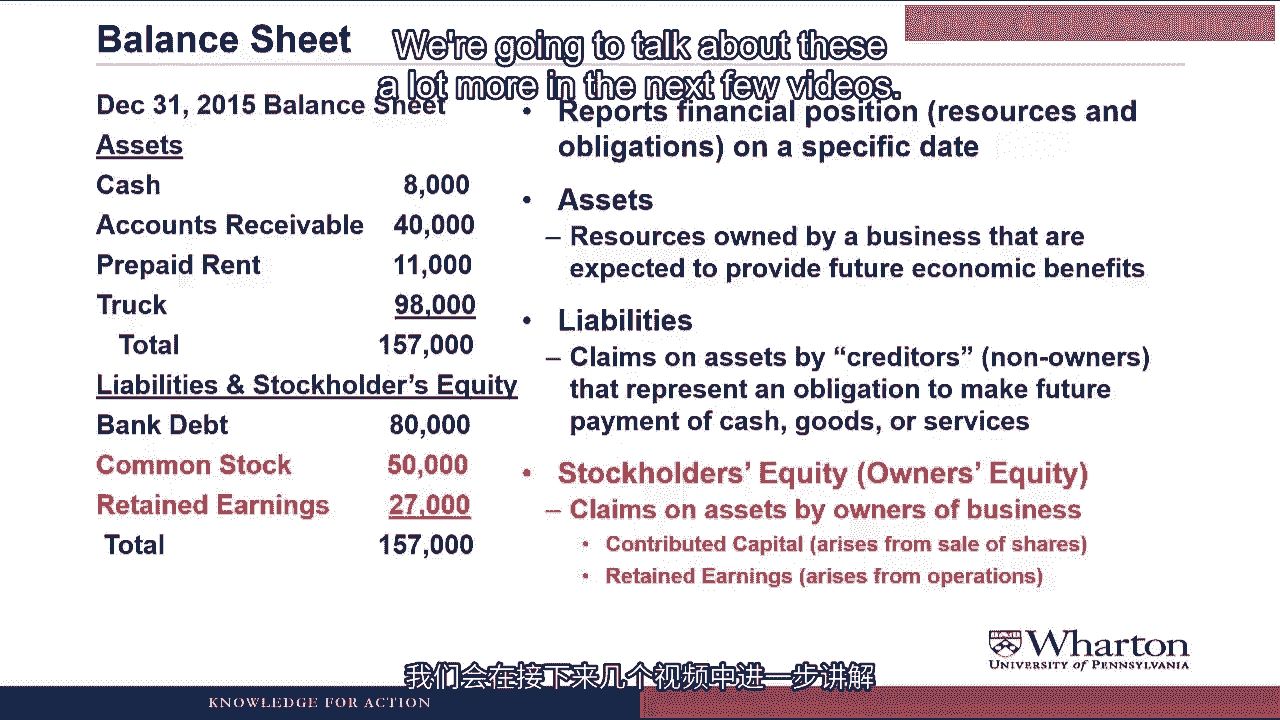 Balance Sheet
We're going to talk about these
a lot more in the next few videos.
Dec 31, 2015 Balance Sheet
Assets
Cash 8,000
Accounts Receivable 40,000
Prepaid Rent 11,000
Truck 98,000
Total 157,000
Liabilities & Stockholder's Equity
Bank Debt 80,000
Common Stock 50,000
Retained Earnings 27,000
Total 157,000
• Reports financial position (resources and
obligations) on a specific date
• Assets
– Resources owned by a business that are
expected to provide future economic benefits
• Liabilities
– Claims on assets by “creditors” (non-owners)
that represent an obligation to make future
payment of cash, goods, or services
• Stockholders’ Equity (Owners’ Equity)
– Claims on assets by owners of business
• Contributed Capital (arises from sale of shares)
• Retained Earnings (arises from operations)
Wharton
UNIVERSITY of PENNSYLVANIA
我们会在接下来几个视频中进一步讲解
KNOWLEDGE FOR ACTION